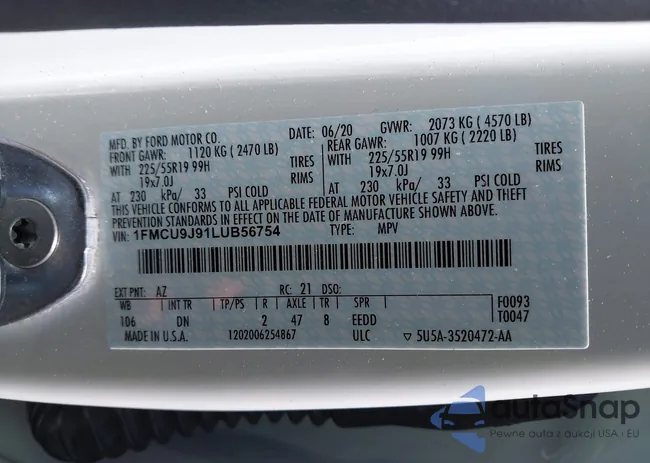 MFD. BY FORD MOTOR CO. DATE: 06/20 GVWR: 2073 KG ( 4570 LB)
FRONT GAWR: 1120 KG ( 2470 LB) REAR GAWR: 1007 KG ( 2220 LB)
WITH 225/55R19 99H TIRES WITH 225/55R19 99H TIRES
19x7.0J RIMS 19x7.0J RIMS
AT 230 kPa/ 33 PSI COLD AT 230 kPa/ 33 PSI COLD
THIS VEHICLE CONFORMS TO ALL APPLICABLE FEDERAL MOTOR VEHICLE SAFETY AND THEFT
PREVENTION STANDARDS IN EFFECT ON THE DATE OF MANUFACTURE SHOWN ABOVE.
VIN: 1FMCU9J91LUB56754 TYPE: MPV
EXT PNT: AZ RC: 21 DSO: F0093
WB INT TR TP/PS R AXLE TR SPR T0047
106 DN 2 47 8 EEDD
MADE IN U.S.A. 1202006254867 ULC 5U5A-3520472-AA
autoSnap
Pewne auta z aukcji USA i EU